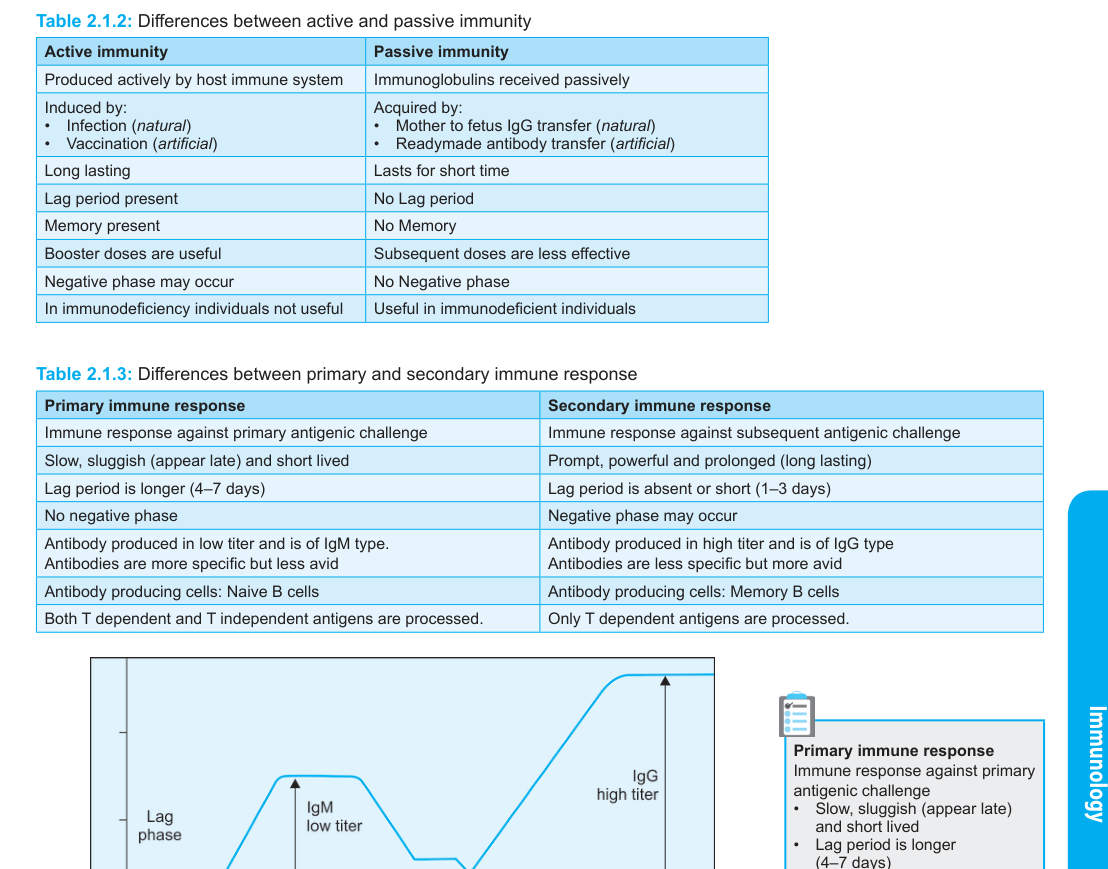 Table 2.1.2: Differences between active and passive immunity
Active immunity Passive immunity
Produced actively by host immune system Immunoglobulins received passively
Induced by: Acquired by:
• Infection (natural) • Mother to fetus IgG transfer (natural)
• Vaccination (artificial) • Readymade antibody transfer (artificial)
Long lasting Lasts for short time
Lag period present No Lag period
Memory present No Memory
Booster doses are useful Subsequent doses are less effective
Negative phase may occur No Negative phase
In immunodeficiency individuals not useful Useful in immunodeficient individuals
Table 2.1.3: Differences between primary and secondary immune response
Primary immune response Secondary immune response
Immune response against primary antigenic challenge Immune response against subsequent antigenic challenge
Slow, sluggish (appear late) and short lived Prompt, powerful and prolonged (long lasting)
Lag period is longer (4–7 days) Lag period is absent or short (1–3 days)
No negative phase Negative phase may occur
Antibody produced in low titer and is of IgM type. Antibody produced in high titer and is of IgG type
Antibodies are more specific but less avid Antibodies are less specific but more avid
Antibody producing cells: Naive B cells Antibody producing cells: Memory B cells
Both T dependent and T independent antigens are processed. Only T dependent antigens are processed.
Lag
phase
IgM
low titer
IgG
high titer
Primary immune response
Immune response against primary
antigenic challenge
• Slow, sluggish (appear late)
and short lived
• Lag period is longer
(4–7 days)
Immunology